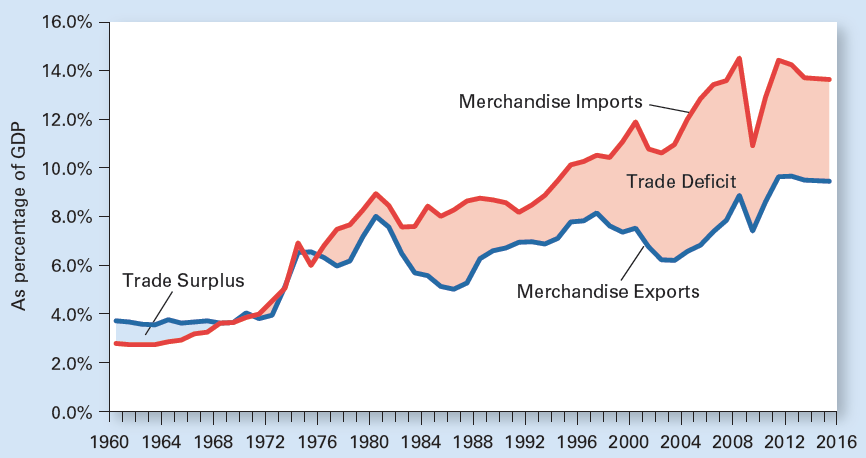 16.0%
14.0%
12.0%
10.0%
8.0%
6.0%
4.0%
2.0%
0.0%
As percentage of GDP
Merchandise Imports
Trade Deficit
Trade Surplus
Merchandise Exports
1960 1964 1968 1972 1976 1980 1984 1988 1992 1996 2000 2004 2008 2012 2016